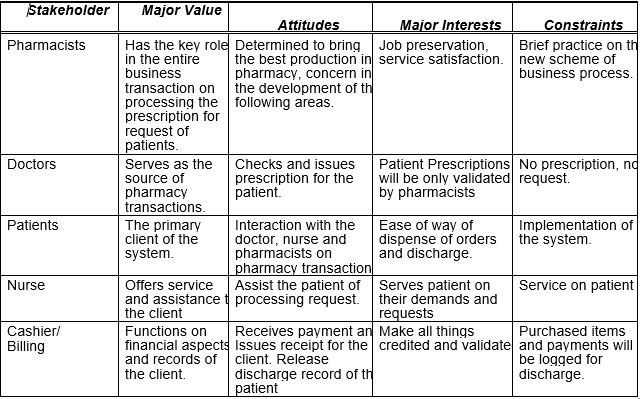 Stakeholder
Major Value
Attitudes
Major Interests
Constraints
Pharmacists
Has the key role
in the entire
business
transaction on
processing the
prescription for
request of
patients.
Determined to bring
the best production in
pharmacy, concern in
the development of th
following areas.
Job preservation,
service satisfaction.
Brief practice on th
new scheme of
business process.
Doctors
Serves as the
source of
pharmacy
transactions.
Checks and issues
prescription for the
patient.
Patient Prescriptions
will be only validated
by pharmacists
No prescription, no
request.
Patients
The primary
client of the
system.
Interaction with the
doctor, nurse and
pharmacists on
pharmacy transaction
Ease of way of
dispense of orders
and discharge.
Implementation of
the system.
Nurse
Offers service
and assistance t
the client
Assist the patient of
processing request.
Serves patient on
their demands and
requests
Service on patient
Cashier/
Billing
Functions on
financial aspects
and records of
the client.
Receives payment an
Issues receipt for the
client. Release
discharge record of th
patient
Make all things
credited and validate
Purchased items
and payments will
be logged for
discharge.